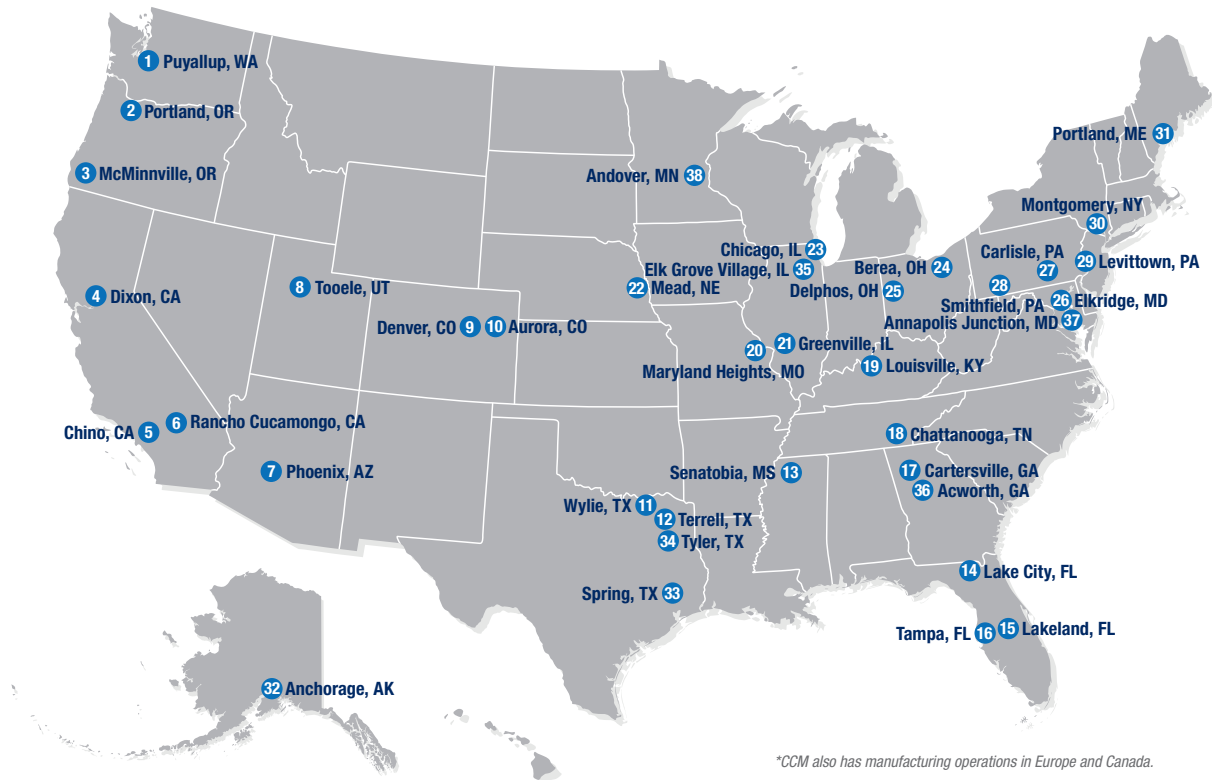 1 Puyallup, WA
2 Portland, OR
Portland, ME 31
3 McMinnville, OR
Andover, MN 38
Montgomery, NY
30
Chicago, IL 23
Carlisle, PA
27
29 Levittown, PA
Elk Grove Village, IL 35
Berea, OH 24
8 Tooele, UT
22 Mead, NE
Delphos, OH 25
28
Smithfield, PA
4 Dixon, CA
26 Elkridge, MD
Annapolis Junction, MD 37
Denver, CO 9
10 Aurora, CO
21 Greenville, IL
20
Maryland Heights, MO
19 Louisville, KY
6 Rancho Cucamongo, CA
Chino, CA 5
18 Chattanooga, TN
7 Phoenix, AZ
Senatobia, MS 13
17 Cartersville, GA
36 Acworth, GA
Wylie, TX 11
12 Terrell, TX
34 Tyler, TX
14 Lake City, FL
Spring, TX 33
Tampa, FL 16
15 Lakeland, FL
32 Anchorage, AK
*CCM also has manufacturing operations in Europe and Canada.